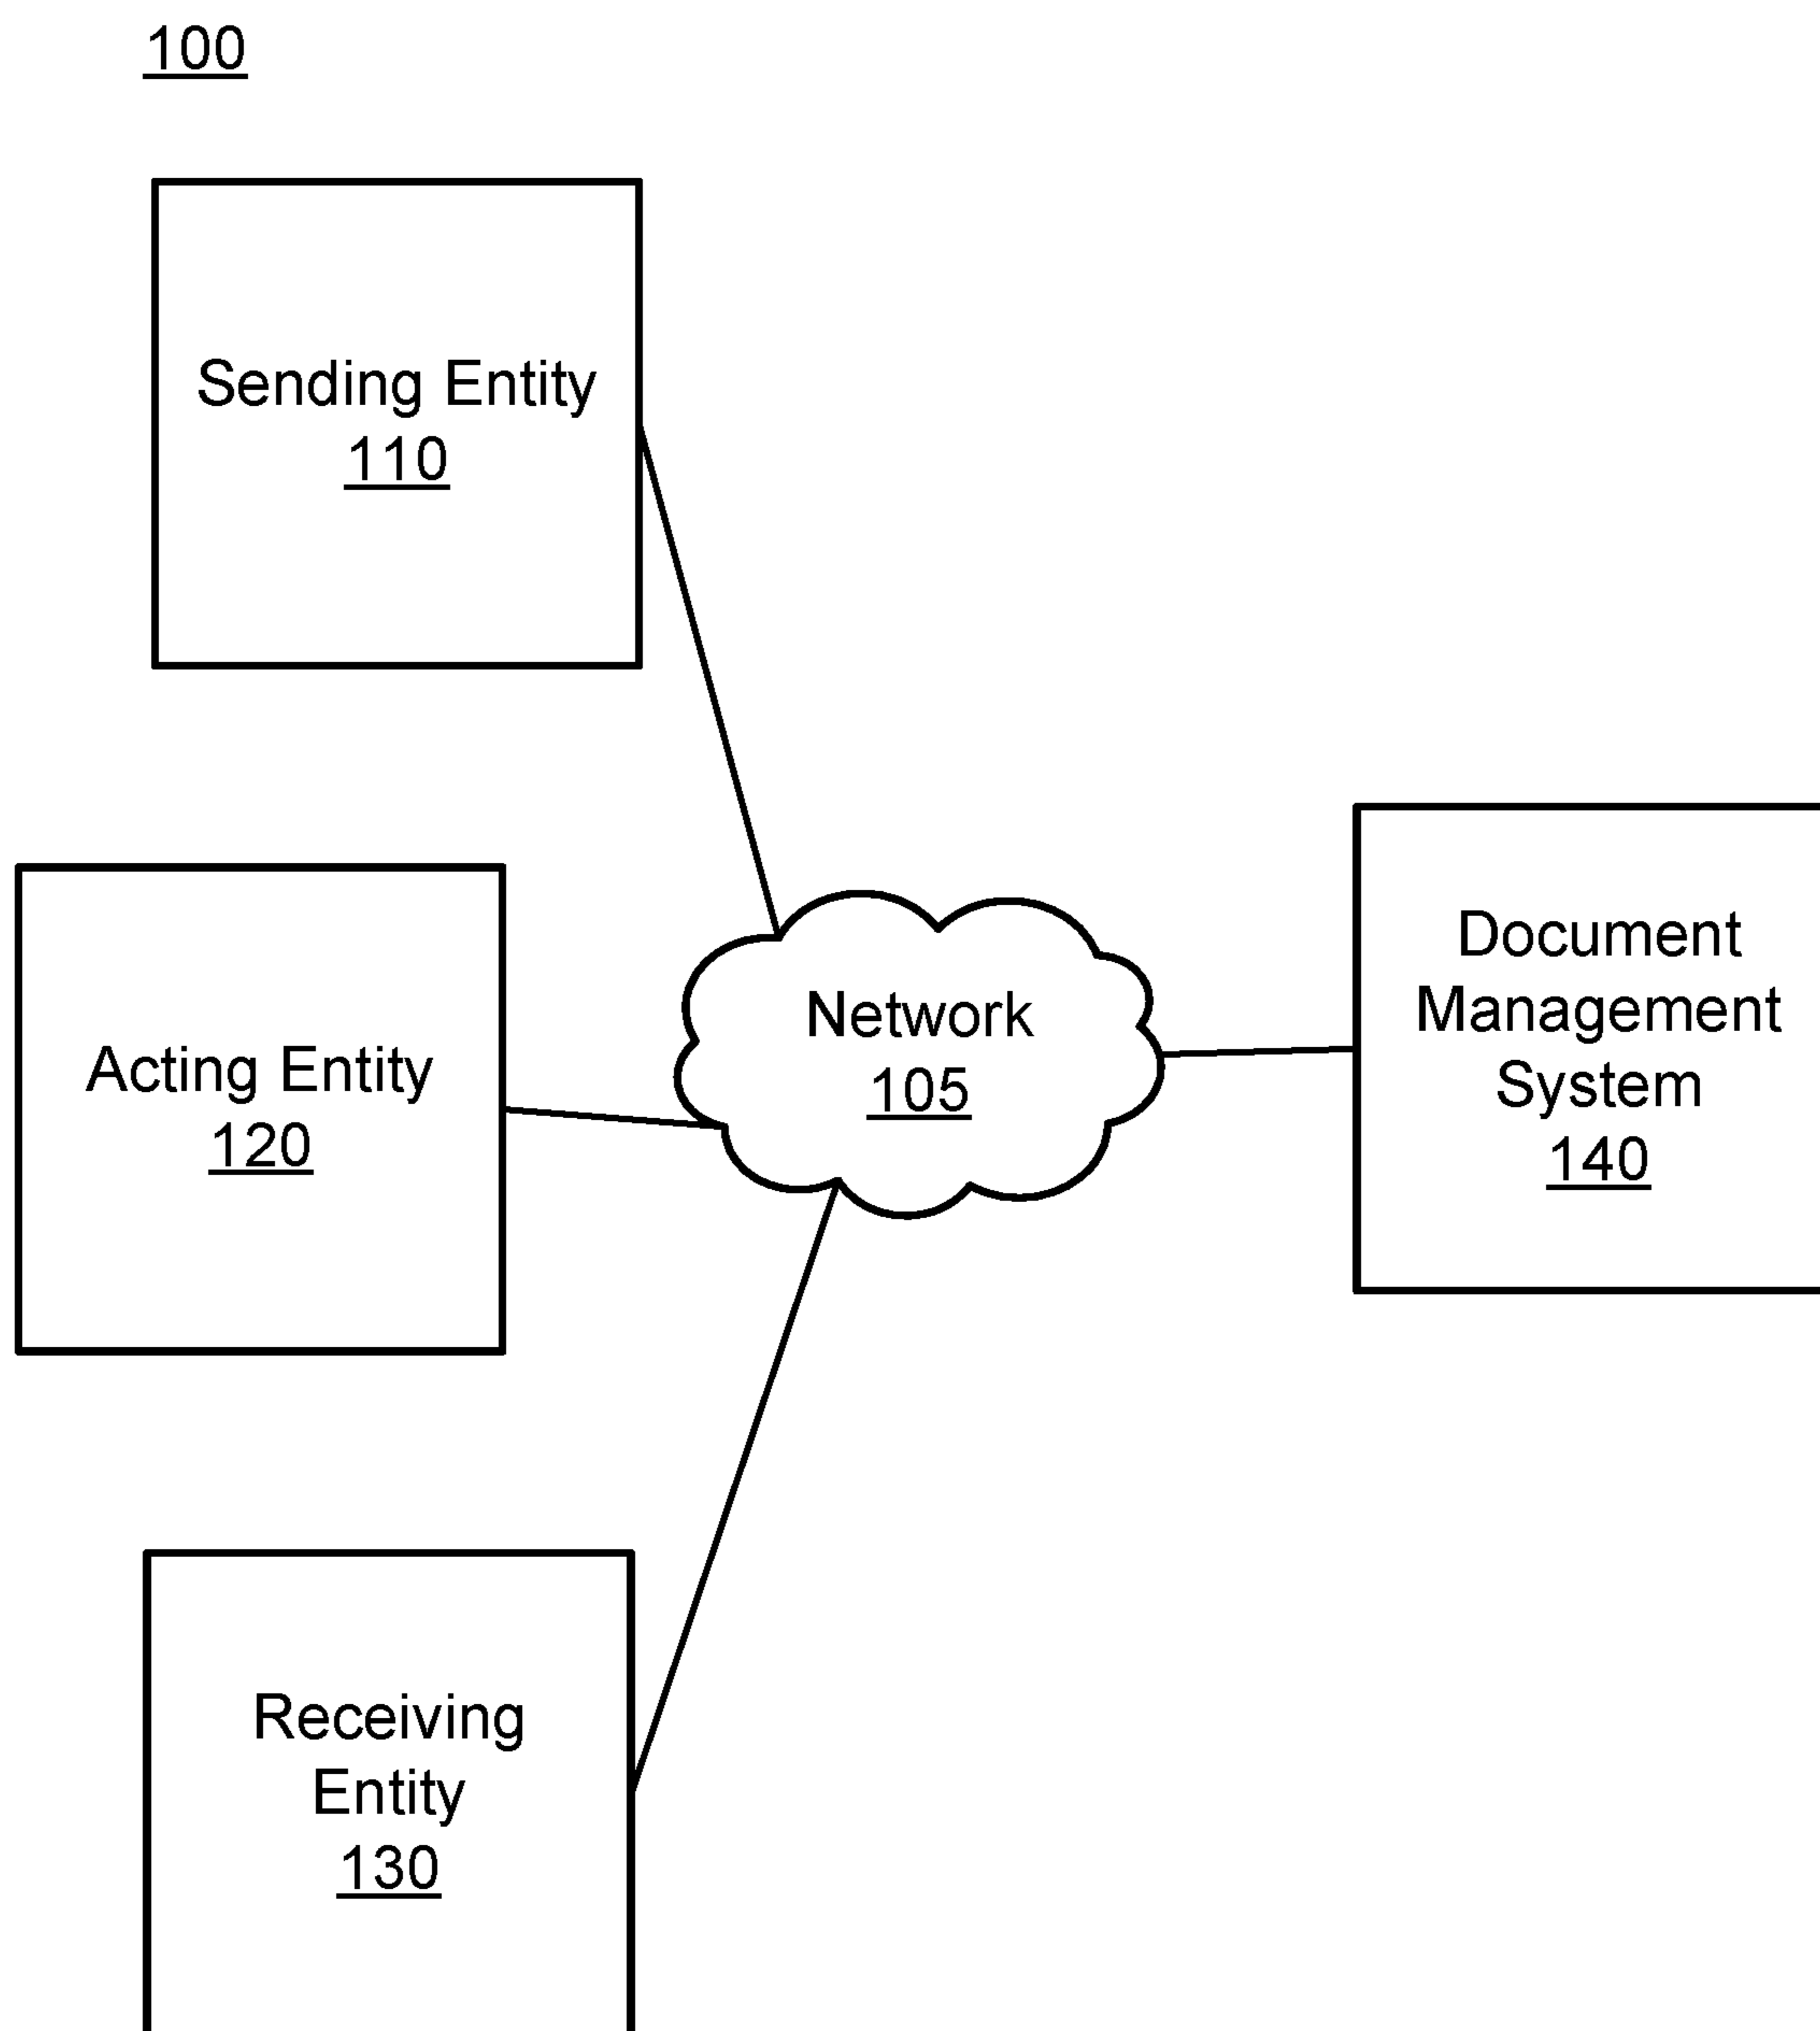 100
Sending Entity
110
Acting Entity
120
Network
105
Document
Management
System
140
Receiving
Entity
130